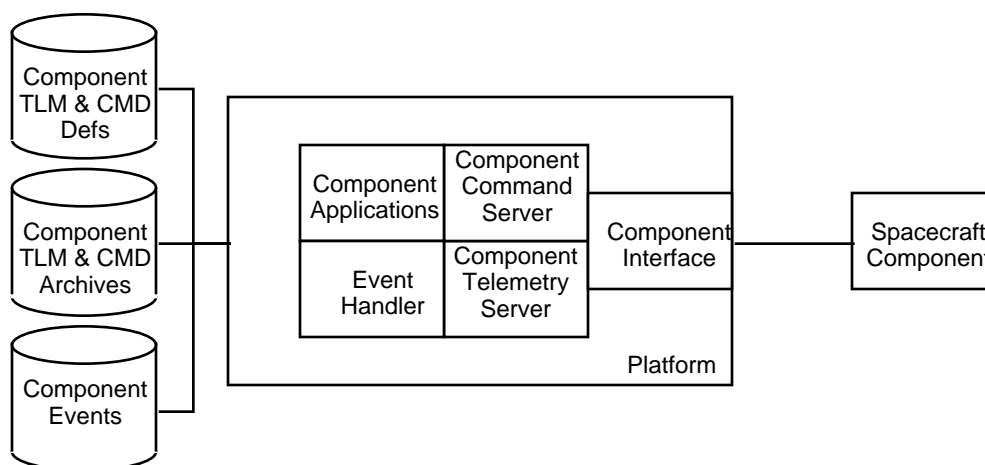 Component
TLM & CMD
Defs
Component
TLM & CMD
Archives
Component
Events
Component
Applications
Component
Command
Server
Event
Handler
Component
Telemetry
Server
Component
Interface
Platform
Spacecraft
Component